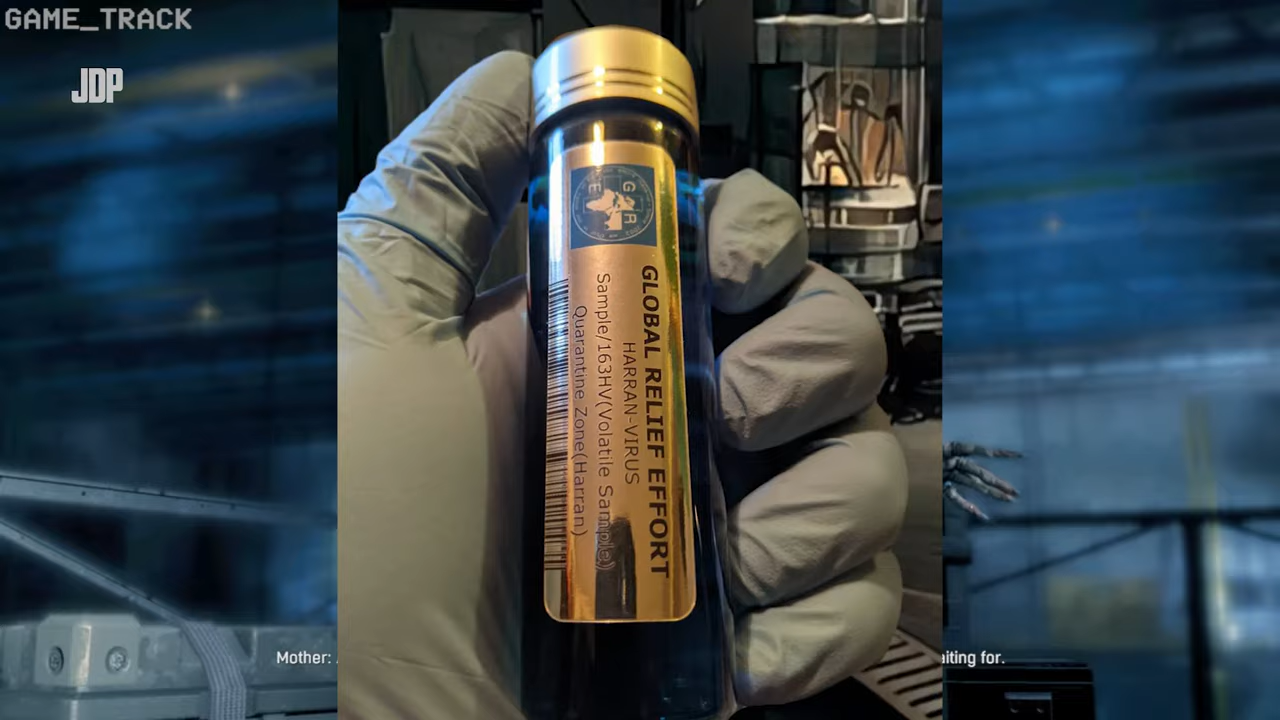 GAME_TRACK
JDP
E G R
GLOBAL RELIEF EFFORT
HARRAN-VIRUS
Sample/163HV(Volatile Sample)
Quarantine Zone(Harran)
Mother:
aiting for.